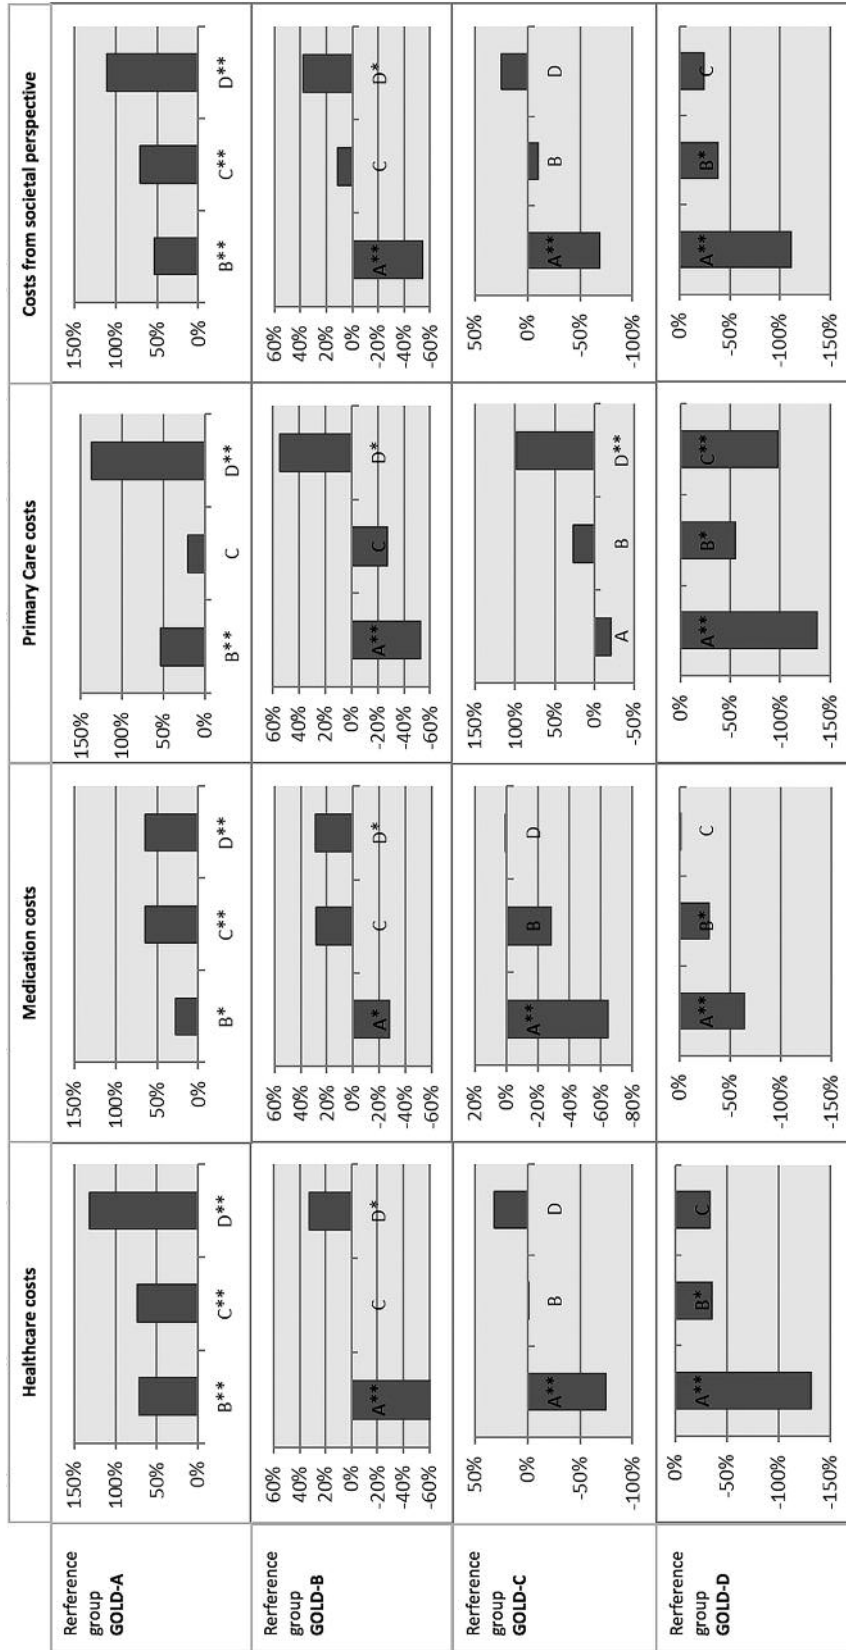 Healthcare costs
Medication costs
Primary Care costs
Costs from societal perspective
Rerference
group
GOLD-A
150%
100%
50%
0%
B**
C**
D**
150%
100%
50%
0%
B*
C**
D**
150%
100%
50%
0%
B**
C
D**
150%
100%
50%
0%
B**
C**
D**
Rerference
group
GOLD-B
60%
40%
20%
0%
-20%
-40%
-60%
A**
C
D*
60%
40%
20%
0%
-20%
-40%
-60%
A*
C
D*
60%
40%
20%
0%
-20%
-40%
-60%
A**
C
D*
60%
40%
20%
0%
-20%
-40%
-60%
A**
C
D*
Rerference
group
GOLD-C
50%
0%
-50%
-100%
A**
B
D
20%
0%
-20%
-40%
-60%
-80%
A**
B
D
150%
100%
50%
0%
-50%
A
B
D**
50%
0%
-50%
-100%
A**
B
D
Rerference
group
GOLD-D
0%
-50%
-100%
-150%
A**
B*
C
0%
-50%
-100%
-150%
A**
B*
C
0%
-50%
-100%
-150%
A**
B*
C**
0%
-50%
-100%
-150%
A**
B*
C